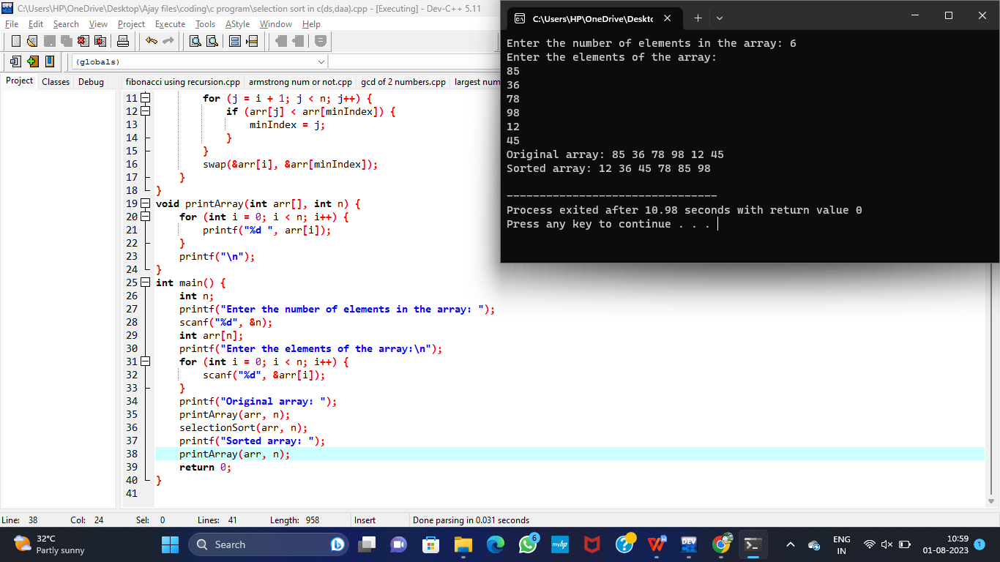 C:\Users\HP\OneDrive\Desktop\Ajay files\coding\c program\selection sort in c(ds,daa).cpp - [Executing] - Dev-C++ 5.11
File Edit Search View Project Execute Tools AStyle Window Help
(globals)
Project Classes Debug
fibonacci using recursion.cpp armstrong num or not.cpp gcd of 2 numbers.cpp largest num
11 for (j = i + 1; j < n; j++) {
12 if (arr[j] < arr[minIndex]) {
13 minIndex = j;
14 }
15 }
16 swap(&arr[i], &arr[minIndex]);
17 }
18 }
19 void printArray(int arr[], int n) {
20 for (int i = 0; i < n; i++) {
21 printf("%d ", arr[i]);
22 }
23 printf("\n");
24 }
25 int main() {
26 int n;
27 printf("Enter the number of elements in the array: ");
28 scanf("%d", &n);
29 int arr[n];
30 printf("Enter the elements of the array:\n");
31 for (int i = 0; i < n; i++) {
32 scanf("%d", &arr[i]);
33 }
34 printf("Original array: ");
35 printArray(arr, n);
36 selectionSort(arr, n);
37 printf("Sorted array: ");
38 printArray(arr, n);
39 return 0;
40 }
41
C:\Users\HP\OneDrive\Deskto
Enter the number of elements in the array: 6
Enter the elements of the array:
85
36
78
98
12
45
Original array: 85 36 78 98 12 45
Sorted array: 12 36 45 78 85 98
--------------------------------
Process exited after 10.98 seconds with return value 0
Press any key to continue . . .
Line: 38 Col: 24 Sel: 0 Lines: 41 Length: 958 Insert Done parsing in 0.031 seconds
32°C
Partly sunny
Search
6
myhp
DEV
ENG
IN
10:59
01-08-2023
1